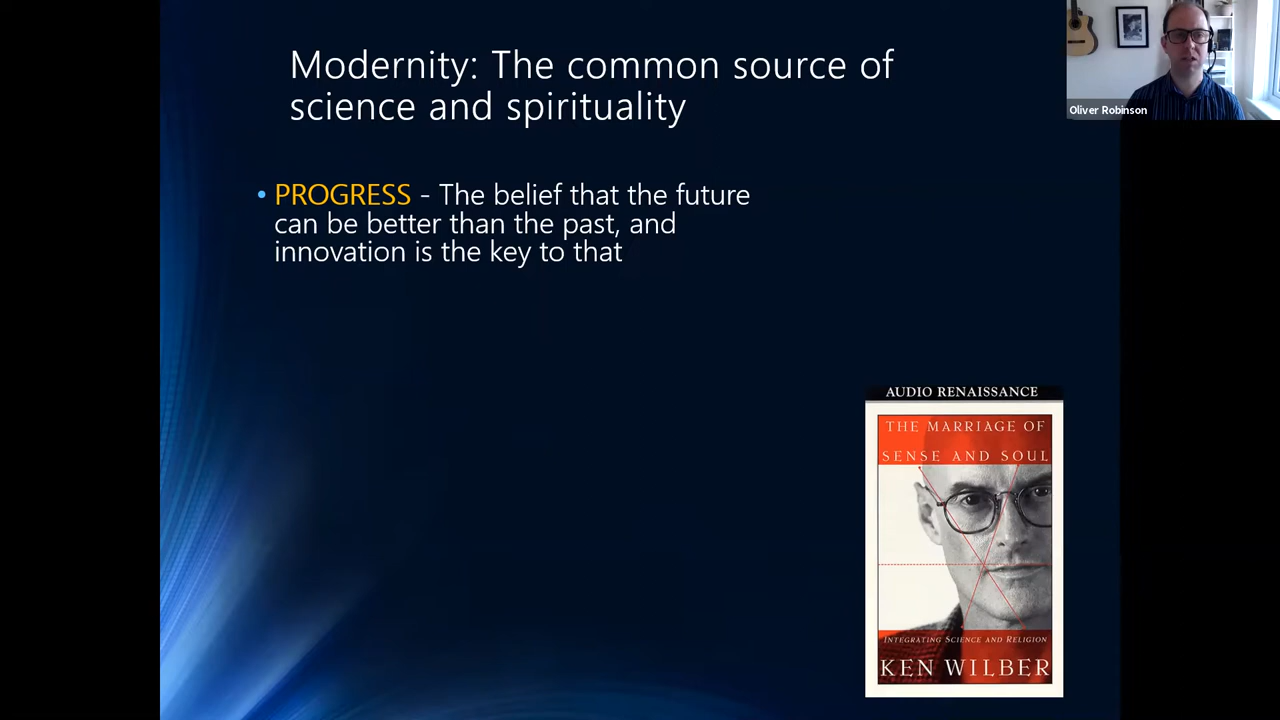 Modernity: The common source of
science and spirituality
Oliver Robinson
• PROGRESS - The belief that the future
can be better than the past, and
innovation is the key to that
AUDIO RENAISSANCE
THE MARRIAGE OF
SENSE AND SOUL
INTEGRATING SCIENCE AND RELIGION
KEN WILBER